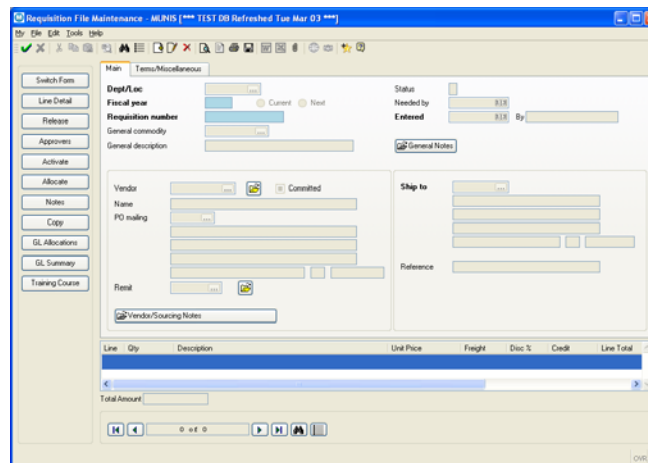 Requisition File Maintenance - MUNIS [*** TEST DB Refreshed Tue Mar 03 ***]
My File Edit Tools Help
Switch Form
Line Detail
Release
Approvers
Activate
Allocate
Notes
Copy
GL Allocations
GL Summary
Training Course
Main Terms/Miscellaneous
Dept/Loc
Status
Fiscal year Current Next
Needed by
Requisition number
Entered By
General commodity
General description
General Notes
Vendor Committed
Ship to
Name
PO mailing
Reference
Remit
Vendor/Sourcing Notes
Line Qty Description Unit Price Freight Disc % Credit Line Total
Total Amount
0 of 0
OVR